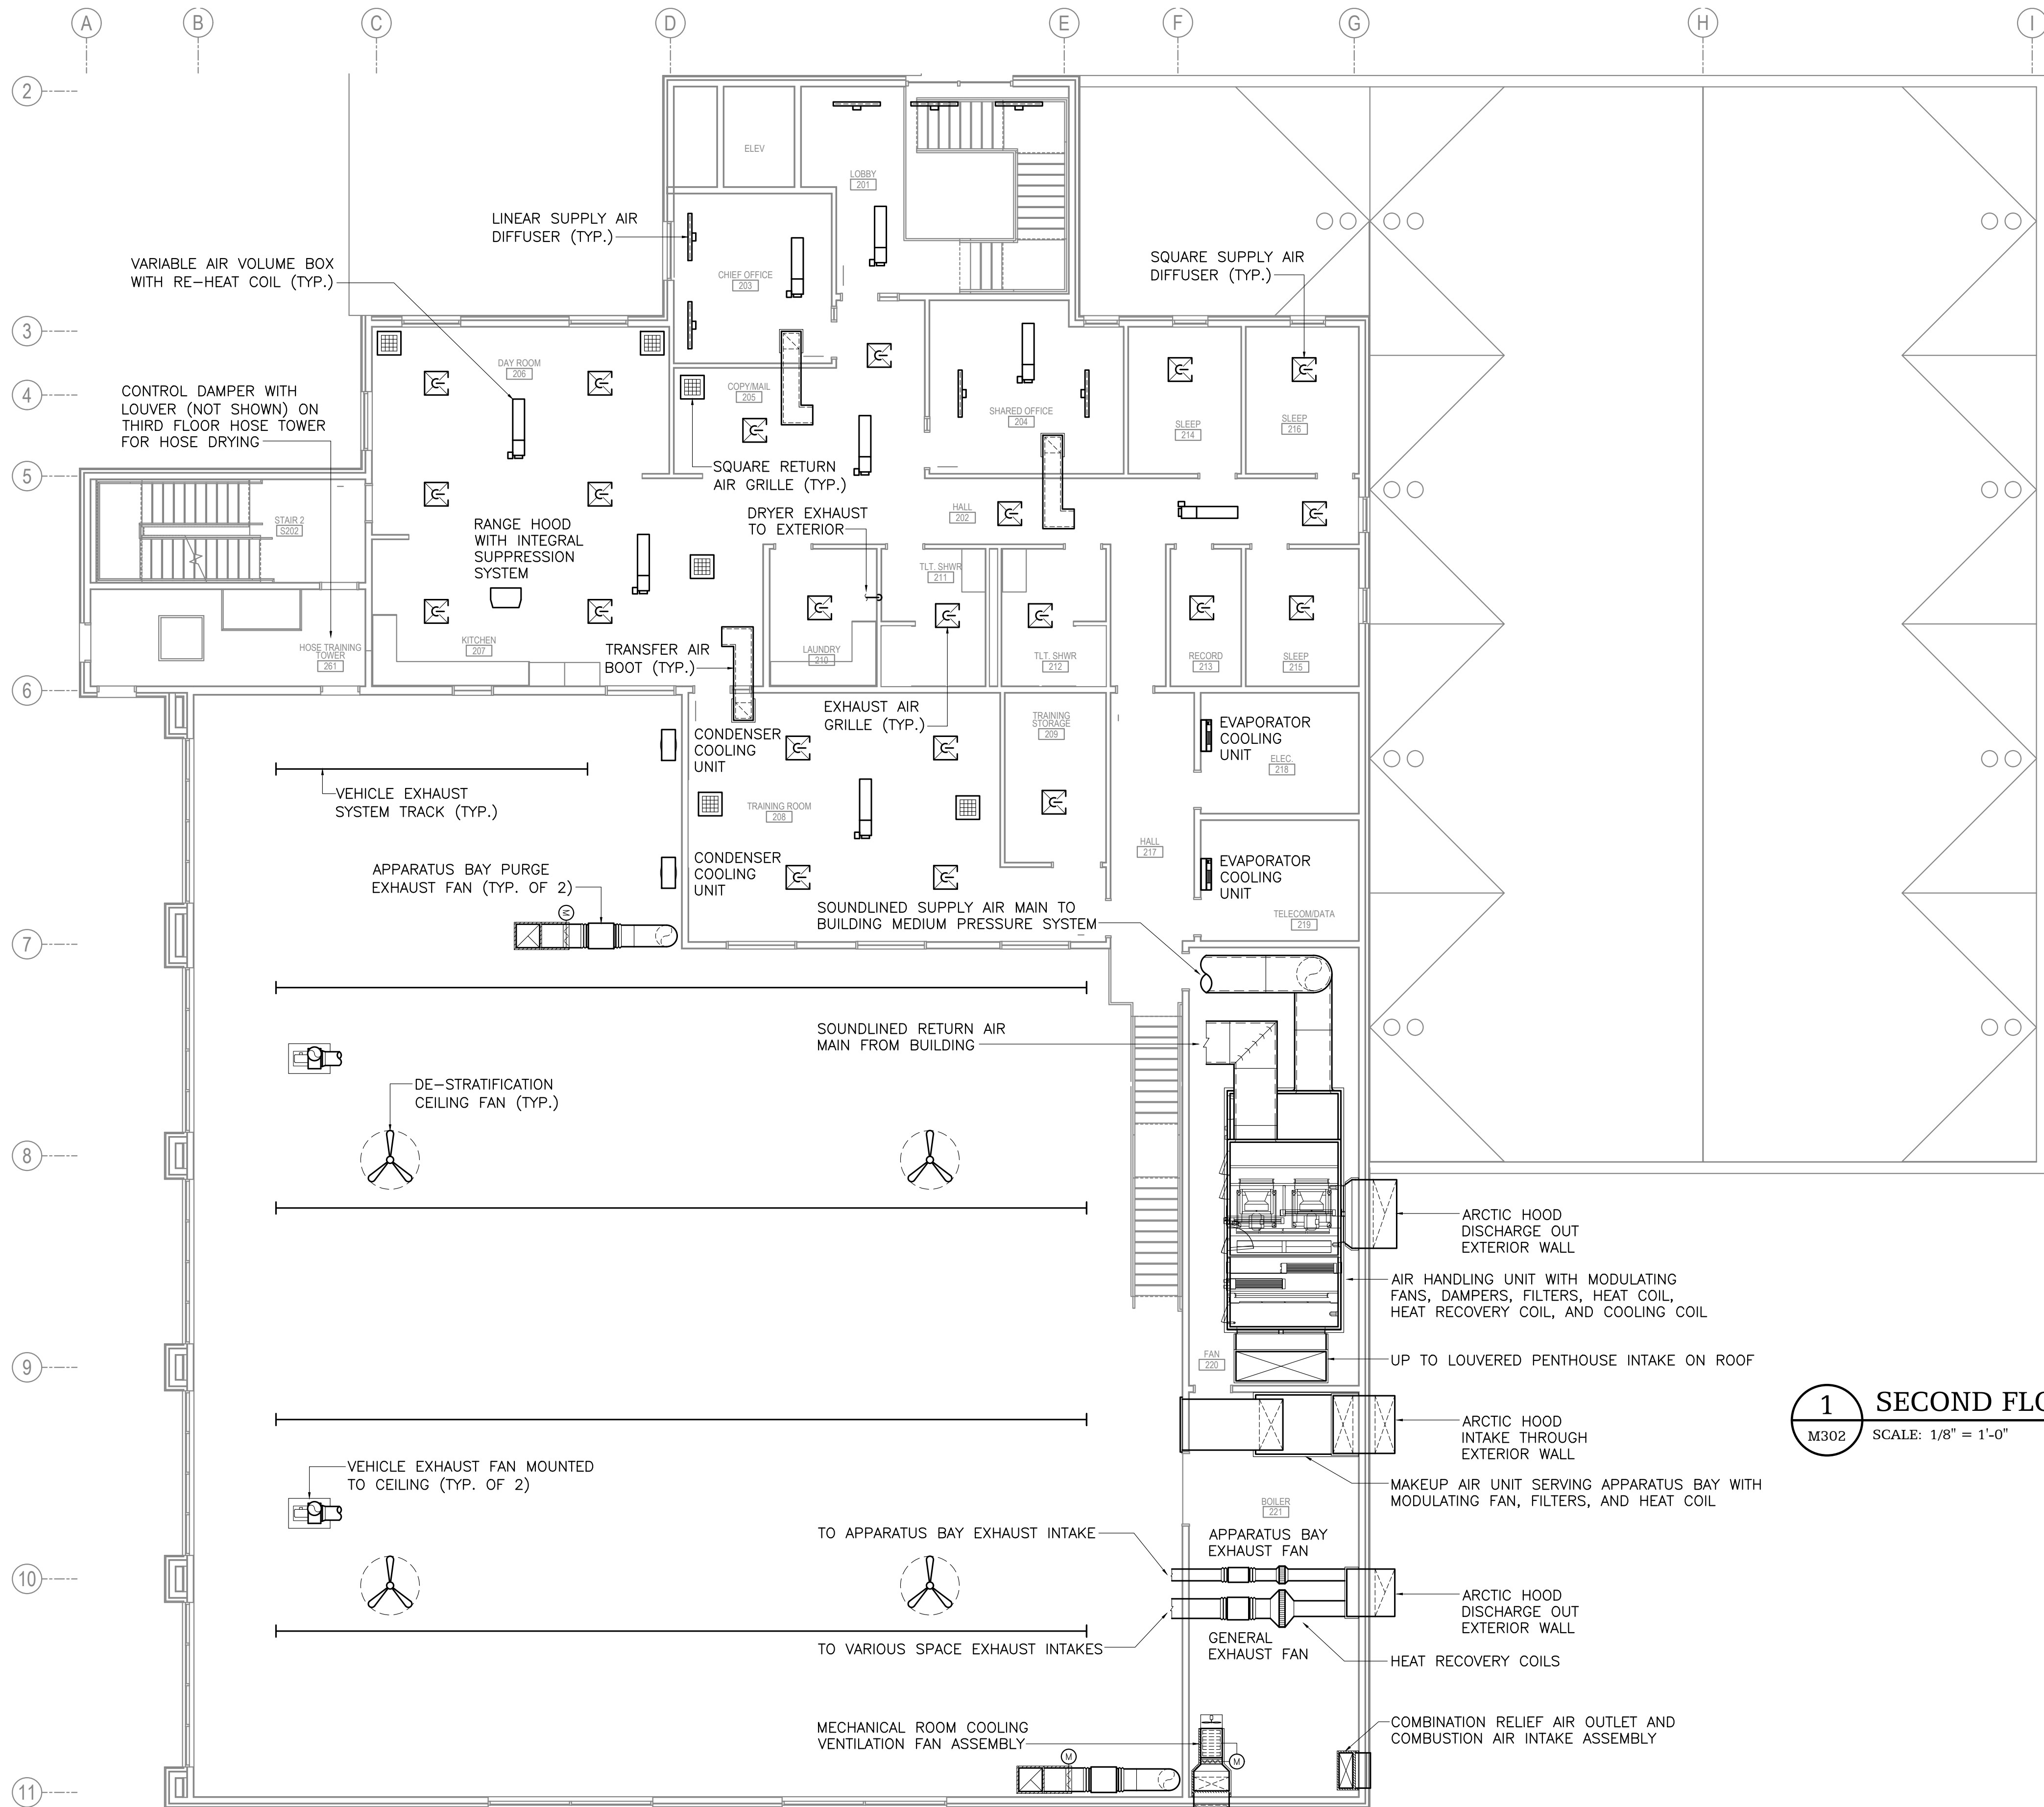 A B C D E F G H I
2
ELEV
LOBBY
201
LINEAR SUPPLY AIR
DIFFUSER (TYP.)
VARIABLE AIR VOLUME BOX
WITH RE-HEAT COIL (TYP.)
CHIEF OFFICE
203
SQUARE SUPPLY AIR
DIFFUSER (TYP.)
3
DAY ROOM
206
4
CONTROL DAMPER WITH
LOUVER (NOT SHOWN) ON
THIRD FLOOR HOSE TOWER
FOR HOSE DRYING
COPY/MAIL
205
SHARED OFFICE
204
SLEEP
214
SLEEP
216
5
SQUARE RETURN
AIR GRILLE (TYP.)
STAIR 2
S202
RANGE HOOD
WITH INTEGRAL
SUPPRESSION
SYSTEM
DRYER EXHAUST
TO EXTERIOR
HALL
202
TLT. SHWR
211
HOSE TRAINING
TOWER
261
KITCHEN
207
TRANSFER AIR
BOOT (TYP.)
LAUNDRY
210
TLT. SHWR
212
RECORD
213
SLEEP
215
6
EXHAUST AIR
GRILLE (TYP.)
TRAINING
STORAGE
209
CONDENSER
COOLING
UNIT
EVAPORATOR
COOLING
UNIT
ELEC.
218
VEHICLE EXHAUST
SYSTEM TRACK (TYP.)
TRAINING ROOM
208
HALL
217
APPARATUS BAY PURGE
EXHAUST FAN (TYP. OF 2)
CONDENSER
COOLING
UNIT
EVAPORATOR
COOLING
UNIT
M
TELECOM/DATA
219
SOUNDLINED SUPPLY AIR MAIN TO
BUILDING MEDIUM PRESSURE SYSTEM
7
SOUNDLINED RETURN AIR
MAIN FROM BUILDING
DE-STRATIFICATION
CEILING FAN (TYP.)
8
ARCTIC HOOD
DISCHARGE OUT
EXTERIOR WALL
AIR HANDLING UNIT WITH MODULATING
FANS, DAMPERS, FILTERS, HEAT COIL,
HEAT RECOVERY COIL, AND COOLING COIL
9
FAN
220
UP TO LOUVERED PENTHOUSE INTAKE ON ROOF
1
M302
SECOND FLO
SCALE: 1/8" = 1'-0"
ARCTIC HOOD
INTAKE THROUGH
EXTERIOR WALL
VEHICLE EXHAUST FAN MOUNTED
TO CEILING (TYP. OF 2)
MAKEUP AIR UNIT SERVING APPARATUS BAY WITH
MODULATING FAN, FILTERS, AND HEAT COIL
BOILER
221
TO APPARATUS BAY EXHAUST INTAKE
APPARATUS BAY
EXHAUST FAN
10
ARCTIC HOOD
DISCHARGE OUT
EXTERIOR WALL
TO VARIOUS SPACE EXHAUST INTAKES
GENERAL
EXHAUST FAN
HEAT RECOVERY COILS
MECHANICAL ROOM COOLING
VENTILATION FAN ASSEMBLY
COMBINATION RELIEF AIR OUTLET AND
COMBUSTION AIR INTAKE ASSEMBLY
M
M
11